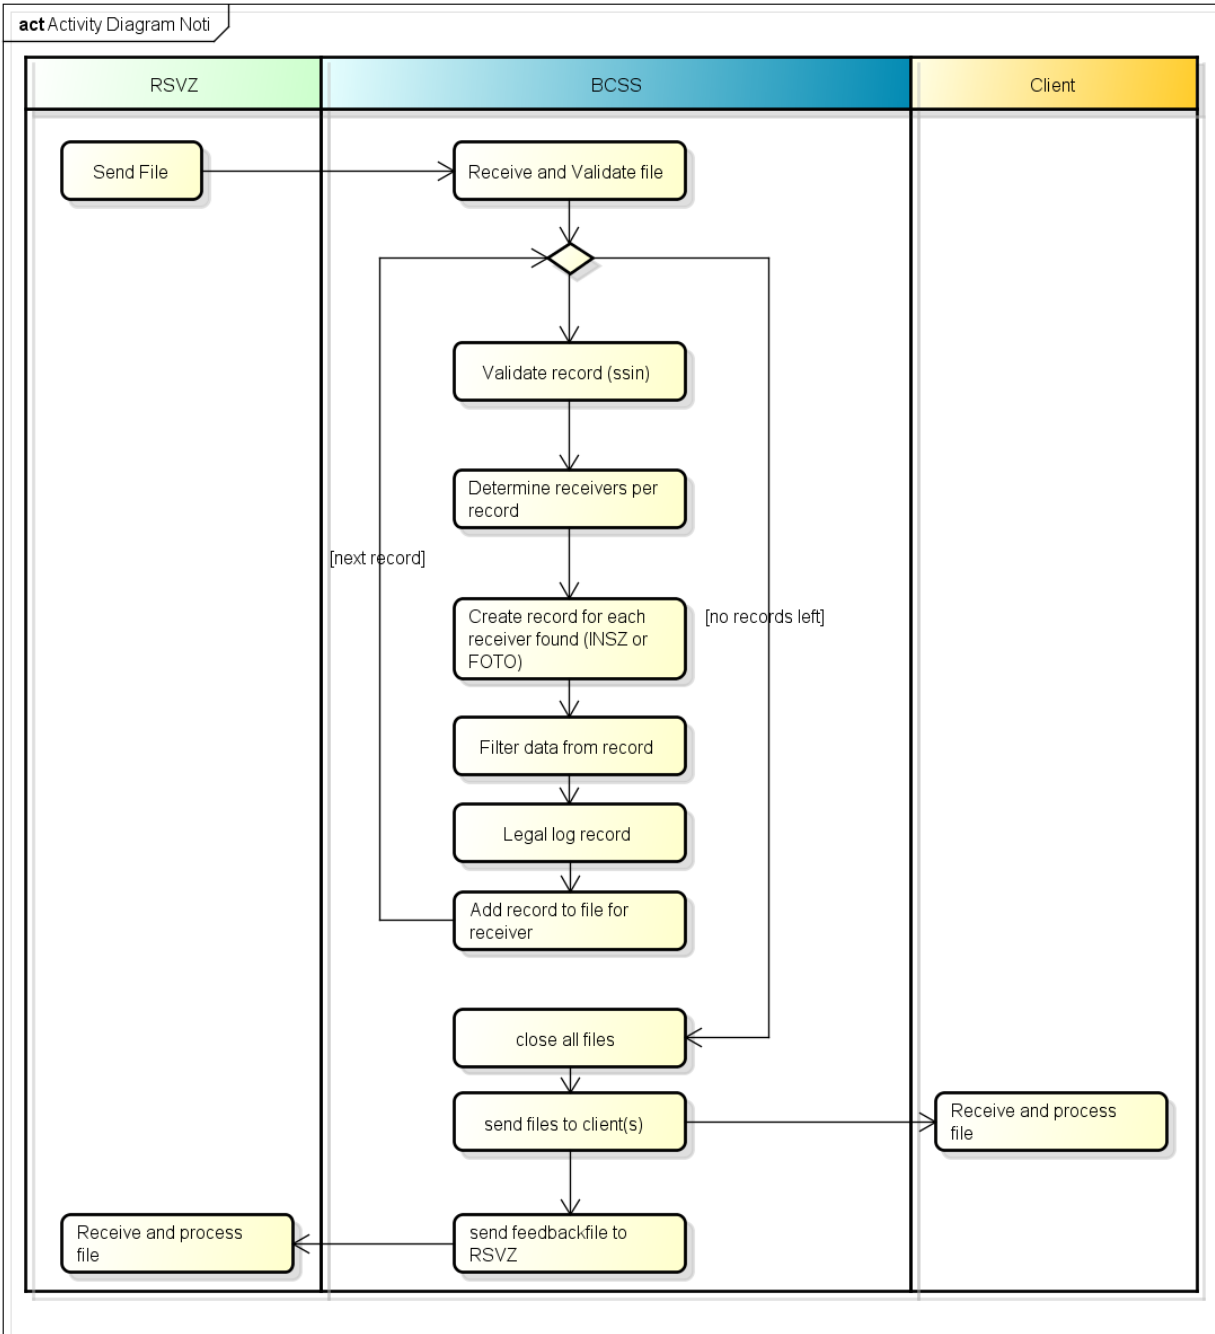 act Activity Diagram Noti
RSVZ
BCSS
Client
Send File
Receive and Validate file
Validate record (ssin)
Determine receivers per
record
[next record]
Create record for each
receiver found (INSZ or
FOTO)
[no records left]
Filter data from record
Legal log record
Add record to file for
receiver
close all files
send files to client(s)
Receive and process
file
Receive and process
file
send feedbackfile to
RSVZ